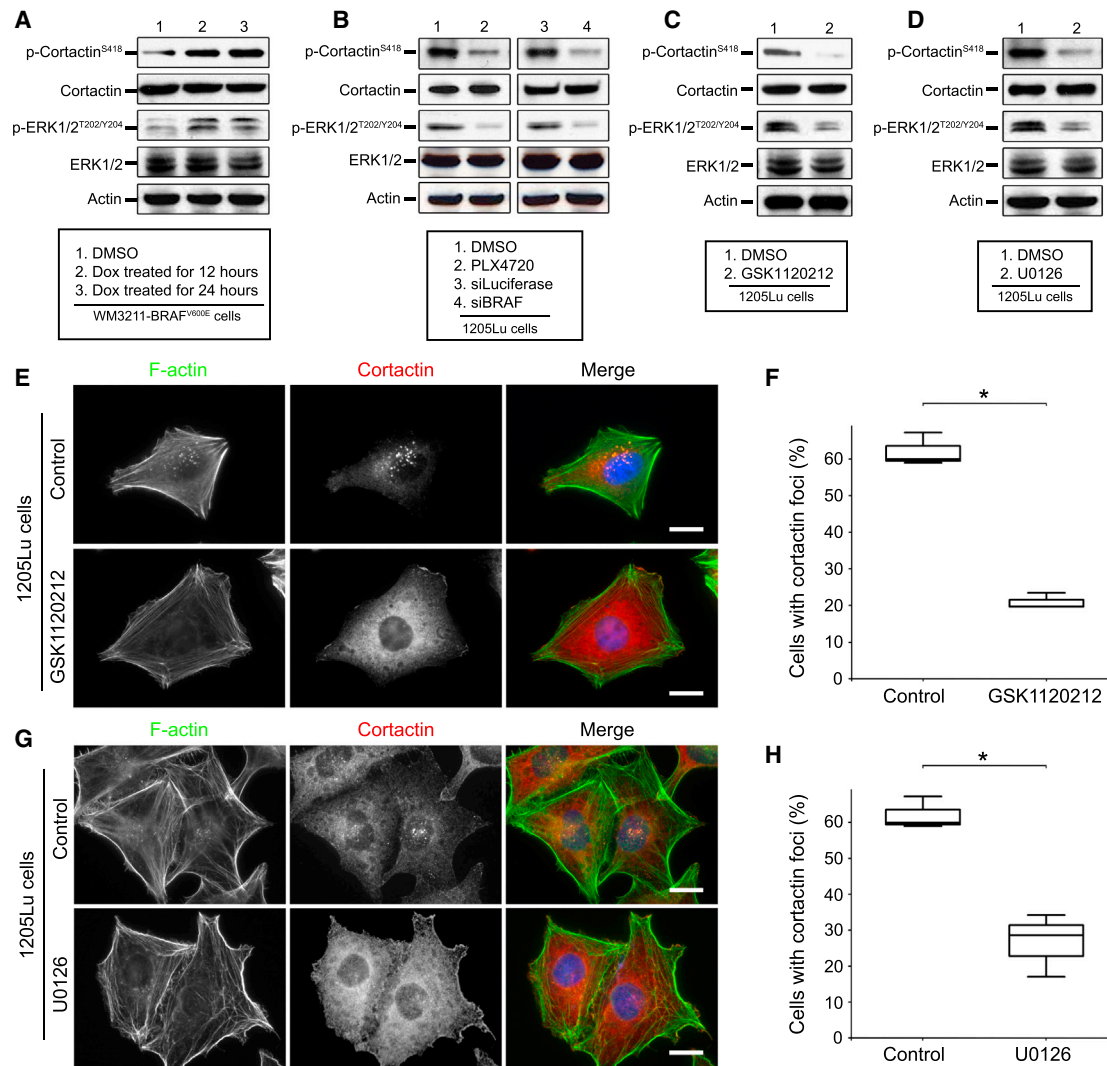 A
1 2 3
p-Cortactin^S418
Cortactin
p-ERK1/2^T202/Y204
ERK1/2
Actin
1. DMSO
2. Dox treated for 12 hours
3. Dox treated for 24 hours
WM3211-BRAF^V600E cells
B
1 2 3 4
p-Cortactin^S418
Cortactin
p-ERK1/2^T202/Y204
ERK1/2
Actin
1. DMSO
2. PLX4720
3. siLuciferase
4. siBRAF
1205Lu cells
C
1 2
p-Cortactin^S418
Cortactin
p-ERK1/2^T202/Y204
ERK1/2
Actin
1. DMSO
2. GSK1120212
1205Lu cells
D
1 2
p-Cortactin^S418
Cortactin
p-ERK1/2^T202/Y204
ERK1/2
Actin
1. DMSO
2. U0126
1205Lu cells
E
F-actin Cortactin Merge
1205Lu cells
Control
GSK1120212
F
*
Cells with cortactin foci (%)
60
50
40
30
20
10
0
Control GSK1120212
G
F-actin Cortactin Merge
1205Lu cells
Control
U0126
H
*
Cells with cortactin foci (%)
60
50
40
30
20
10
0
Control U0126